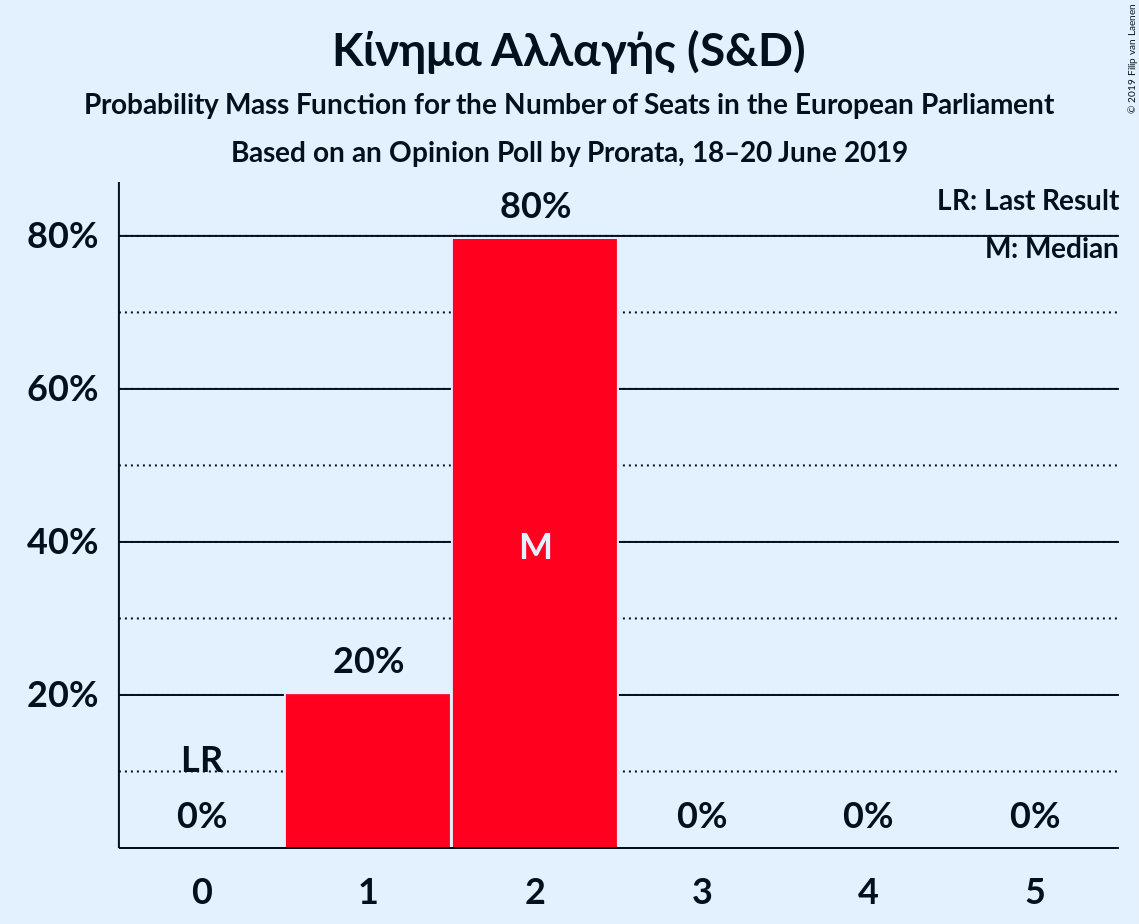 Κίνημα Αλλαγής (S&D)
Probability Mass Function for the Number of Seats in the European Parliament
Based on an Opinion Poll by Prorata, 18–20 June 2019
© 2019 Filip van Laenen
LR: Last Result
M: Median
80%
80%
60%
40%
M
20%
20%
LR
0%
0%
0%
0%
0 1 2 3 4 5